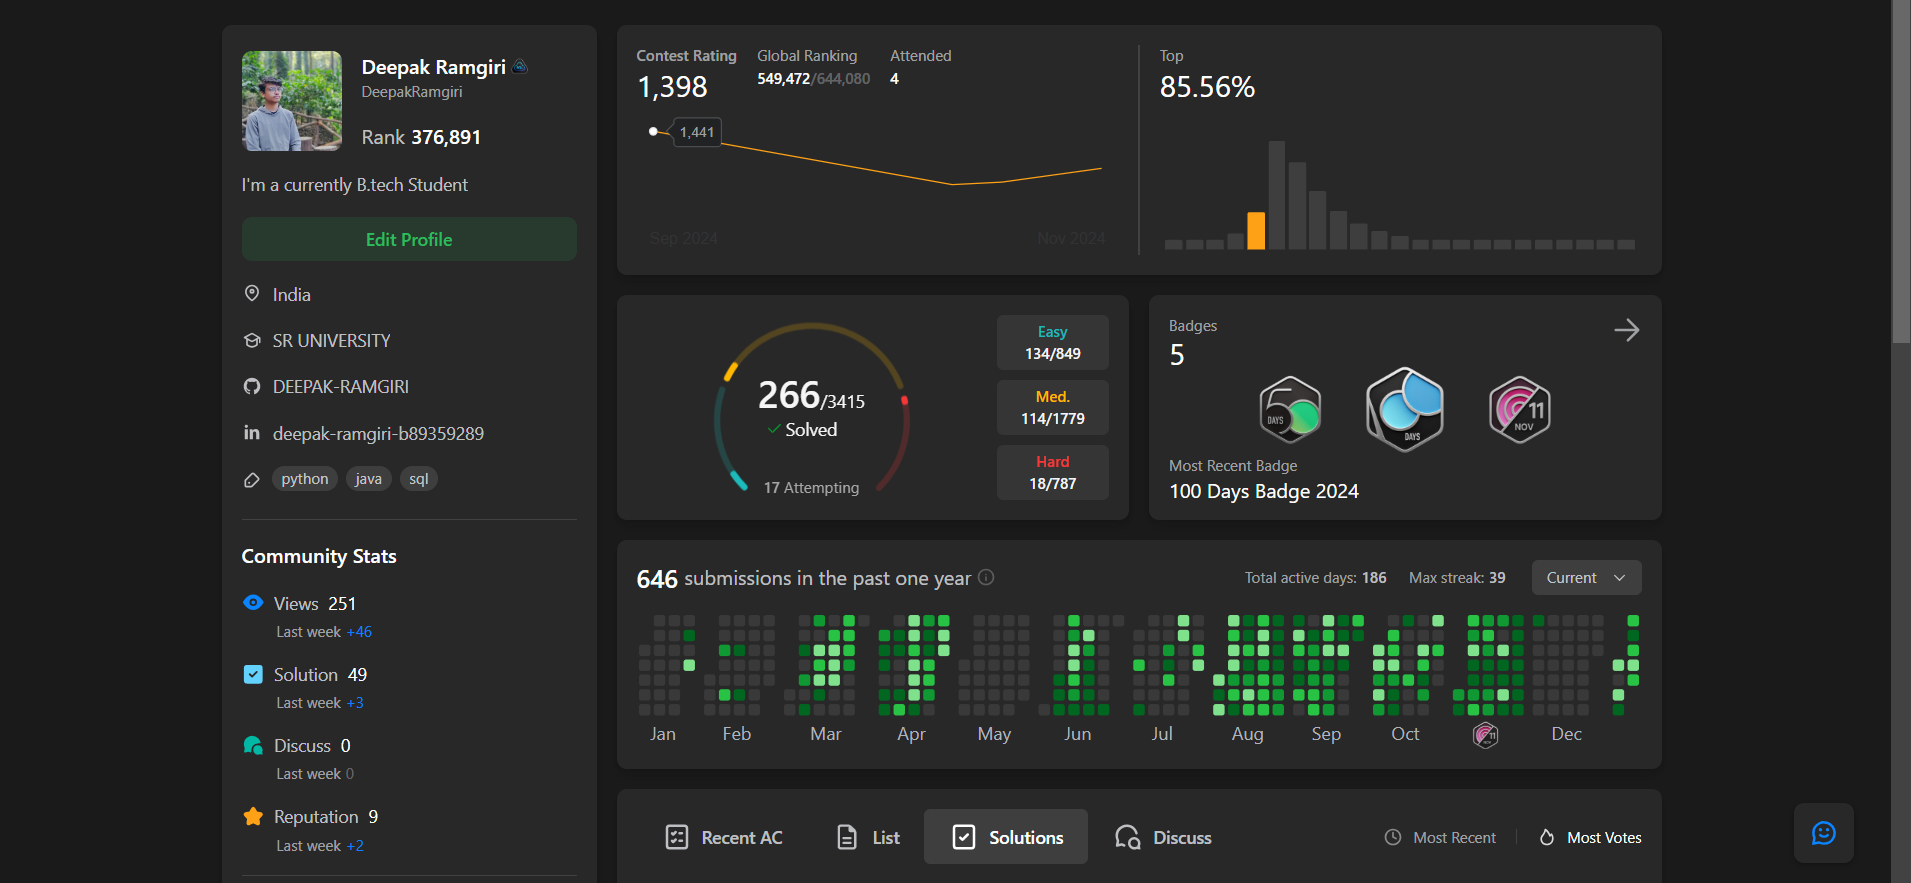 Deepak Ramgiri
DeepakRamgiri
Rank 376,891
I'm a currently B.tech Student
Edit Profile
India
SR UNIVERSITY
DEEPAK-RAMGIRI
deepak-ramgiri-b89359289
python java sql
Community Stats
Views 251
Last week +46
Solution 49
Last week +3
Discuss 0
Last week 0
Reputation 9
Last week +2
Contest Rating
1,398
Global Ranking
549,472/644,080
Attended
4
1,441
Sep 2024
Nov 2024
Top
85.56%
266/3415
Solved
17 Attempting
Easy
134/849
Med.
114/1779
Hard
18/787
Badges
5
DAYS
DAYS
11
NOV
Most Recent Badge
100 Days Badge 2024
646 submissions in the past one year
Total active days: 186 Max streak: 39
Current
Jan Feb Mar Apr May Jun Jul Aug Sep Oct Dec
Recent AC List Solutions Discuss
Most Recent Most Votes